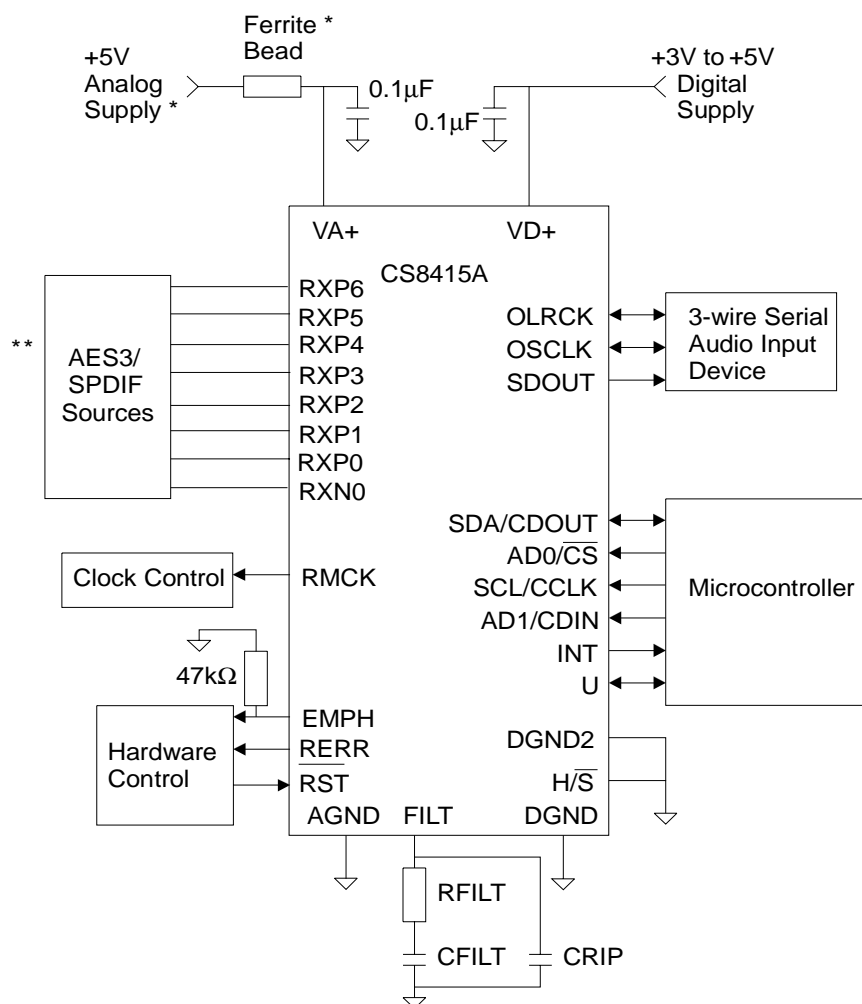 Ferrite *
Bead
+5V
Analog
Supply *
0.1µF
0.1µF
+3V to +5V
Digital
Supply
VA+
VD+
CS8415A
**
AES3/
SPDIF
Sources
RXP6
RXP5
RXP4
RXP3
RXP2
RXP1
RXP0
RXN0
OLRCK
OSCLK
SDOUT
3-wire Serial
Audio Input
Device
Clock Control
RMCK
SDA/CDOUT
AD0/CS
SCL/CCLK
AD1/CDIN
INT
U
Microcontroller
47kΩ
Hardware
Control
EMPH
RERR
RST
DGND2
H/S
AGND
FILT
DGND
RFILT
CFILT
CRIP